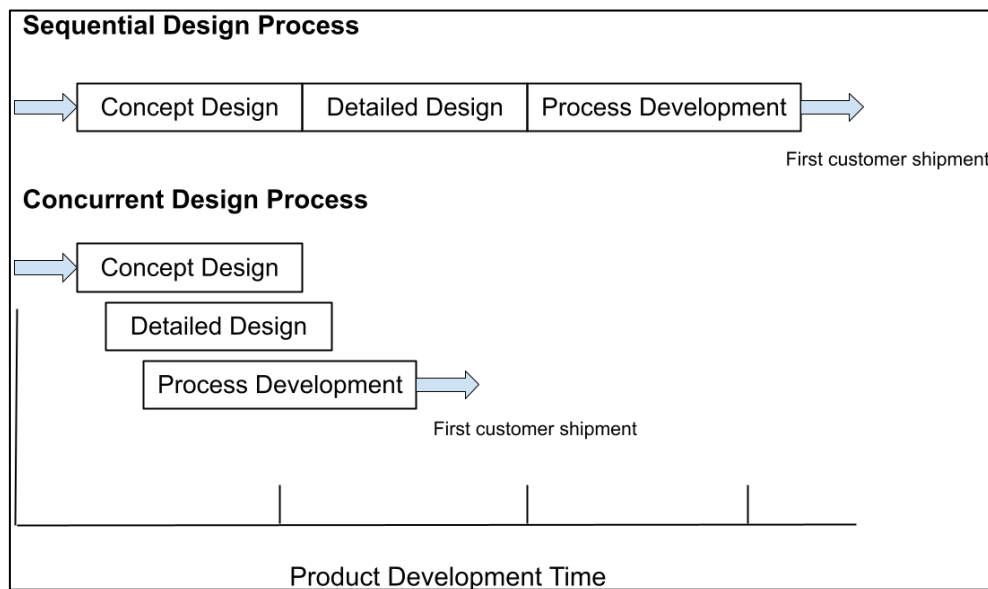 Sequential Design Process
Concept Design
Detailed Design
Process Development
First customer shipment
Concurrent Design Process
Concept Design
Detailed Design
Process Development
First customer shipment
Product Development Time